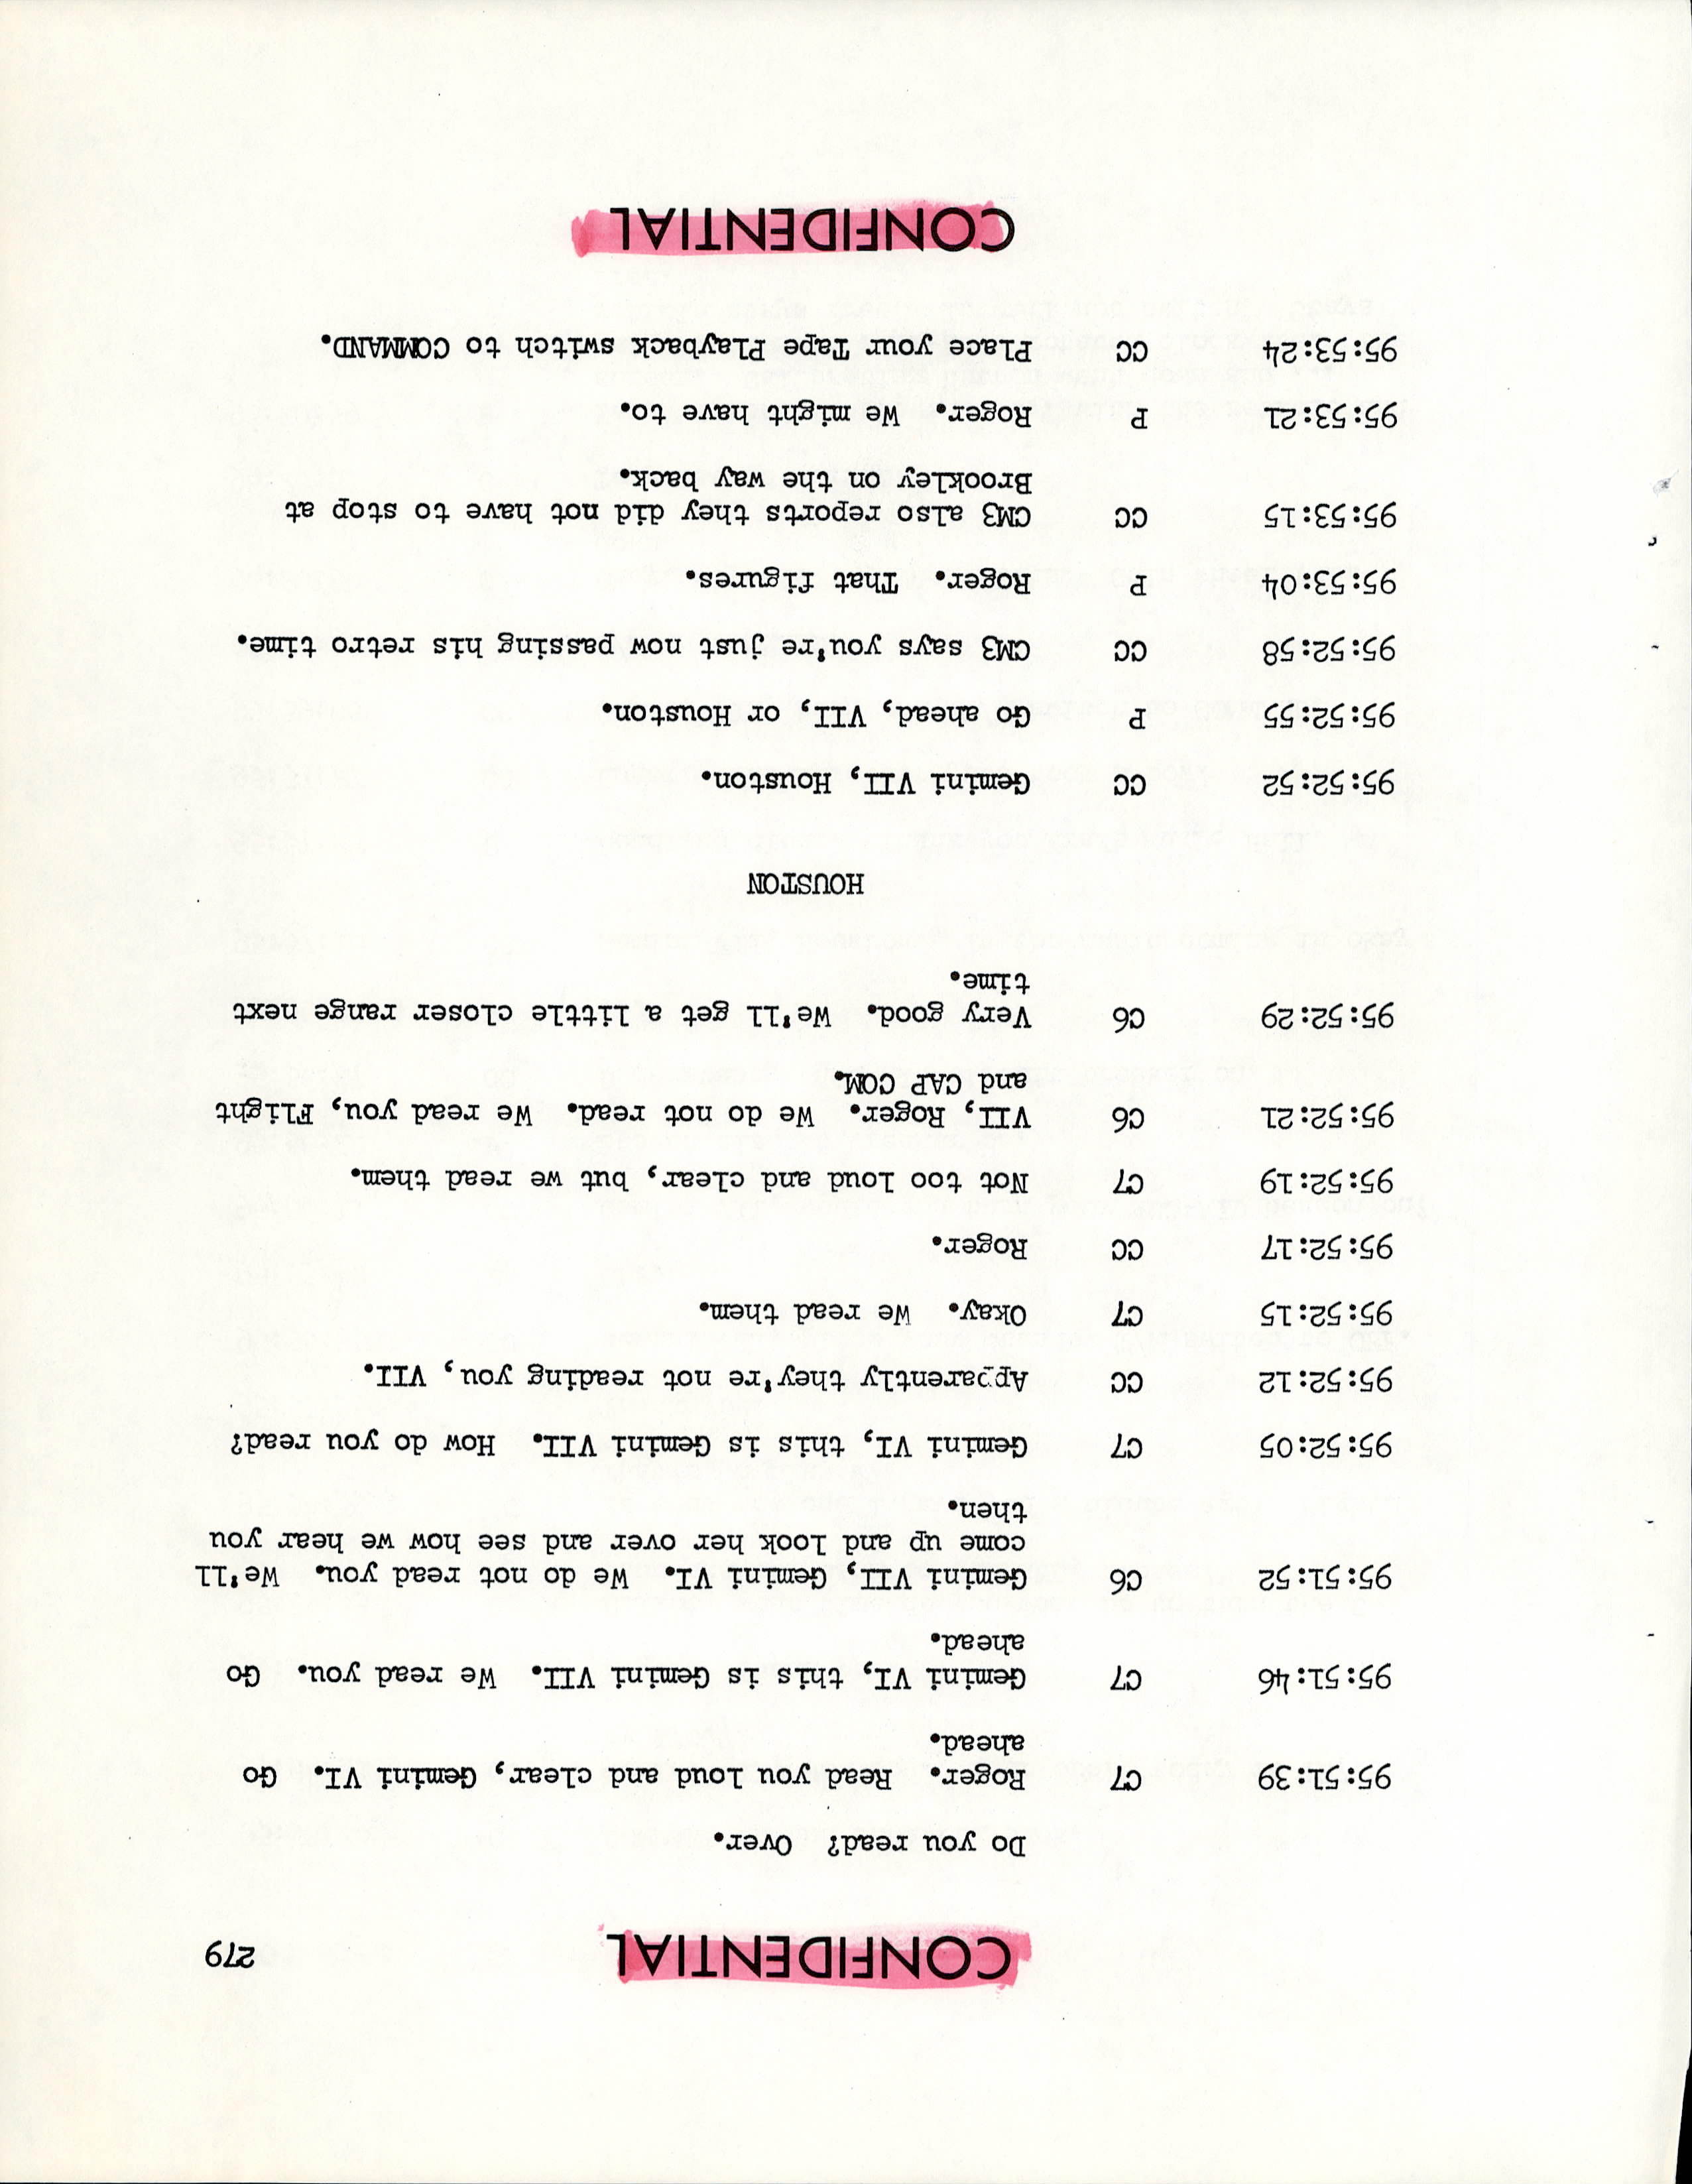 CONFIDENTIAL
279
Do you read? Over.
95:51:39 C7 Roger. Read you loud and clear, Gemini VI. Go
ahead.
95:51:46 C7 Gemini VI, this is Gemini VII. We read you. Go
ahead.
95:51:52 C6 Gemini VII, Gemini VI. We do not read you. We'll
come up and look her over and see how we hear you
then.
95:52:05 C7 Gemini VI, this is Gemini VII. How do you read?
95:52:12 CC Apparently they're not reading you, VII.
95:52:15 C7 Okay. We read them.
95:52:17 CC Roger.
95:52:19 C7 Not too loud and clear, but we read them.
95:52:21 C6 VII, Roger. We do not read. We read you, Flight
and CAP COM.
95:52:29 C6 Very good. We'll get a little closer range next
time.
HOUSTON
95:52:52 CC Gemini VII, Houston.
95:52:55 P Go ahead, VII, or Houston.
95:52:58 CC CM3 says you're just now passing his retro time.
95:53:04 P Roger. That figures.
95:53:15 CC CM3 also reports they did not have to stop at
Brookley on the way back.
95:53:21 P Roger. We might have to.
95:53:24 CC Place your Tape Playback switch to COMMAND.
CONFIDENTIAL